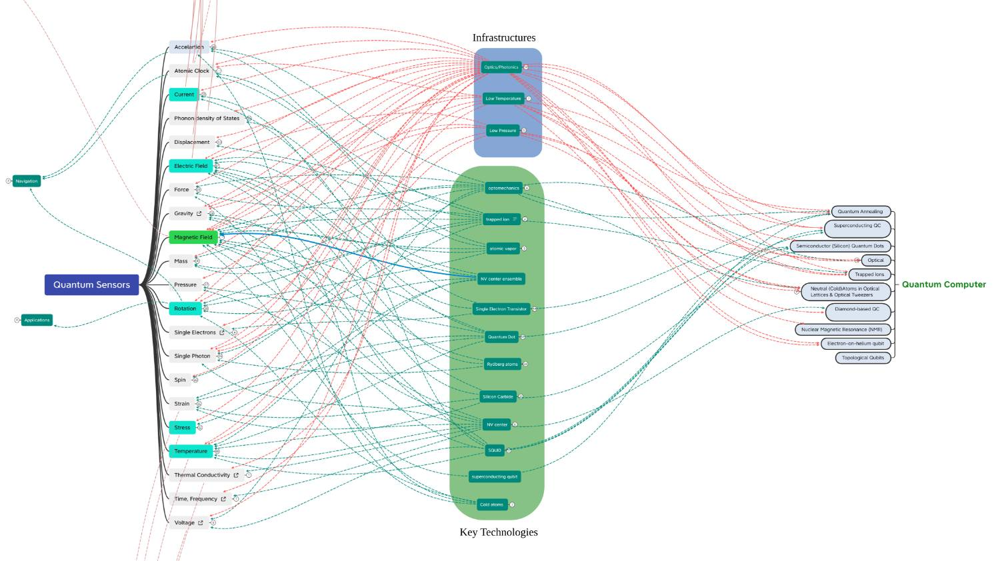 Infrastructures
Optics/Photonics
Low Temperature
Low Pressure
Accelartion
Atomic Clock
Current
Phonon density of States
Displacement
Electric Field
Force
Gravity
Magnetic Field
Mass
Pressure
Rotation
Single Electrons
Single Photon
Spin
Strain
Stress
Temperature
Thermal Conductivity
Time, Frequency
Voltage
Navigation
Quantum Sensors
Applications
optomechanics
trapped ion
atomic vapor
NV center ensemble
Single Electron Transistor
Quantum Dot
Rydberg atoms
Silicon Carbide
NV center
SQUID
superconducting qubit
Cold atoms
Key Technologies
Quantum Annealing
Superconducting QC
Semiconductor (Silicon) Quantum Dots
Optical
Trapped Ions
Neutral (Cold)Atoms in Optical
Lattices & Optical Tweezers
Diamond-based QC
Nuclear Magnetic Resonance (NMR)
Electron-on-helium qubit
Topological Qubits
Quantum Computer